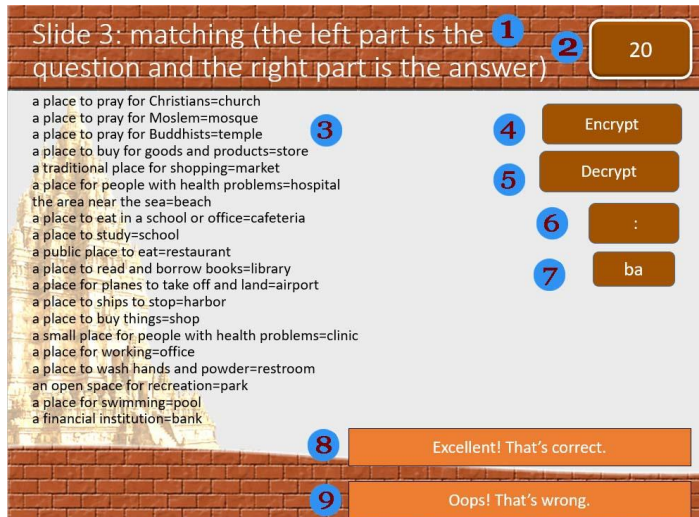 Slide 3: matching (the left part is the 1
question and the right part is the answer) 2 20
a place to pray for Christians=church
a place to pray for Moslem=mosque
a place to pray for Buddhists=temple
a place to buy for goods and products=store
a traditional place for shopping=market
a place for people with health problems=hospital
the area near the sea=beach
a place to eat in a school or office=cafeteria
a place to study=school
a public place to eat=restaurant
a place to read and borrow books=library
a place for planes to take off and land=airport
a place to ships to stop=harbor
a place to buy things=shop
a small place for people with health problems=clinic
a place for working=office
a place to wash hands and powder=restroom
an open space for recreation=park
a place for swimming=pool
a financial institution=bank
3
4 Encrypt
5 Decrypt
6 :
7 ba
8 Excellent! That’s correct.
9 Oops! That’s wrong.